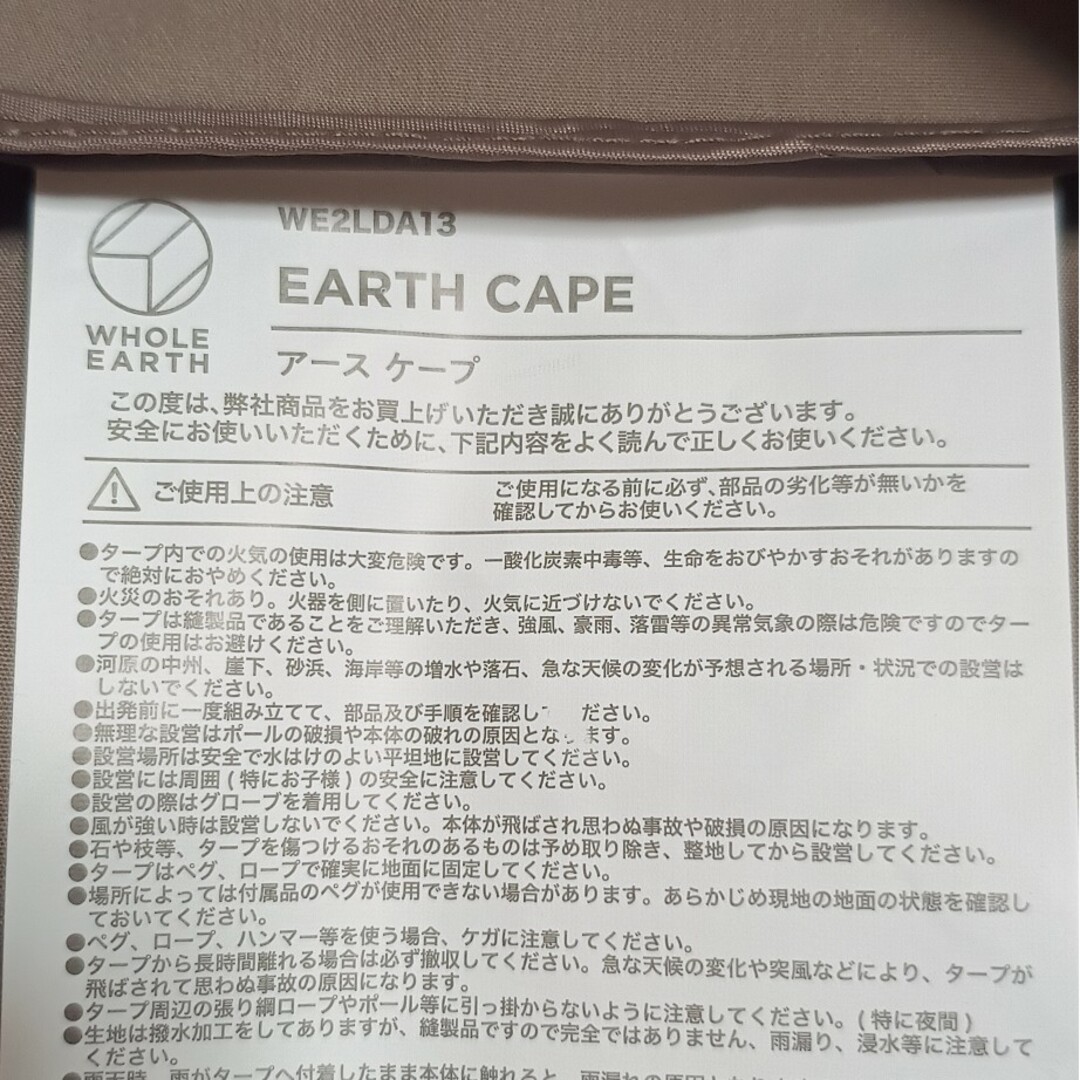 WHOLE
EARTH
WE2LDA13
EARTH CAPE
アース ケープ
この度は、弊社商品をお買上げいただき誠にありがとうございます。
安全にお使いいただくために、下記内容をよく読んで正しくお使いください。
ご使用上の注意
ご使用になる前に必ず、部品の劣化等が無いかを
確認してからお使いください。
●タープ内での火気の使用は大変危険です。一酸化炭素中毒等、生命をおびやかすおそれがありますの
で絶対におやめください。
●火災のおそれあり。火器を側に置いたり、火気に近づけないでください。
●タープは縫製品であることをご理解いただき、強風、豪雨、落雷等の異常気象の際は危険ですのでター
プの使用はお避けください。
●河原の中州、崖下、砂浜、海岸等の増水や落石、急な天候の変化が予想される場所・状況での設営は
しないでください。
●出発前に一度組み立てて、部品及び手順を確認し ださい。
●無理な設営はポールの破損や本体の破れの原因とな ます。
●設営場所は安全で水はけのよい平坦地に設営してください。
●設営には周囲(特にお子様)の安全に注意してください。
●設営の際はグローブを着用してください。
●風が強い時は設営しないでください。本体が飛ばされ思わぬ事故や破損の原因になります。
●石や枝等、タープを傷つけるおそれのあるものは予め取り除き、整地してから設営してください。
●タープはペグ、ロープで確実に地面に固定してください。
●場所によっては付属品のペグが使用できない場合があります。あらかじめ現地の地面の状態を確認し
ておいてください。
●ペグ、ロープ、ハンマー等を使う場合、ケガに注意してください。
●タープから長時間離れる場合は必ず撤収してください。急な天候の変化や突風などにより、タープが
飛ばされて思わぬ事故の原因になります。
●タープ周辺の張り綱ロープやポール等に引っ掛からないように注意してください。(特に夜間)
●生地は撥水加工をしてありますが、縫製品ですので完全ではありません、雨漏り、浸水等に注意して
ください。
●雨天時、雨がタープへ付着したまま本体に触れると、雨漏れの原因となり